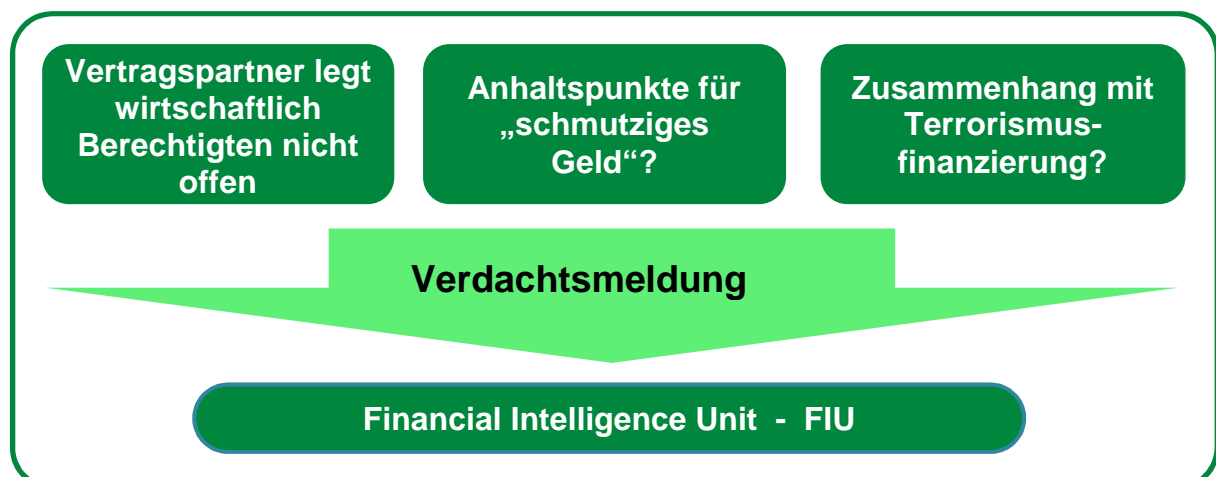 Vertragspartner legt
wirtschaftlich
Berechtigten nicht
offen
Anhaltspunkte für
„schmutziges
Geld“?
Zusammenhang mit
Terrorismus-
finanzierung?
Verdachtsmeldung
Financial Intelligence Unit - FIU